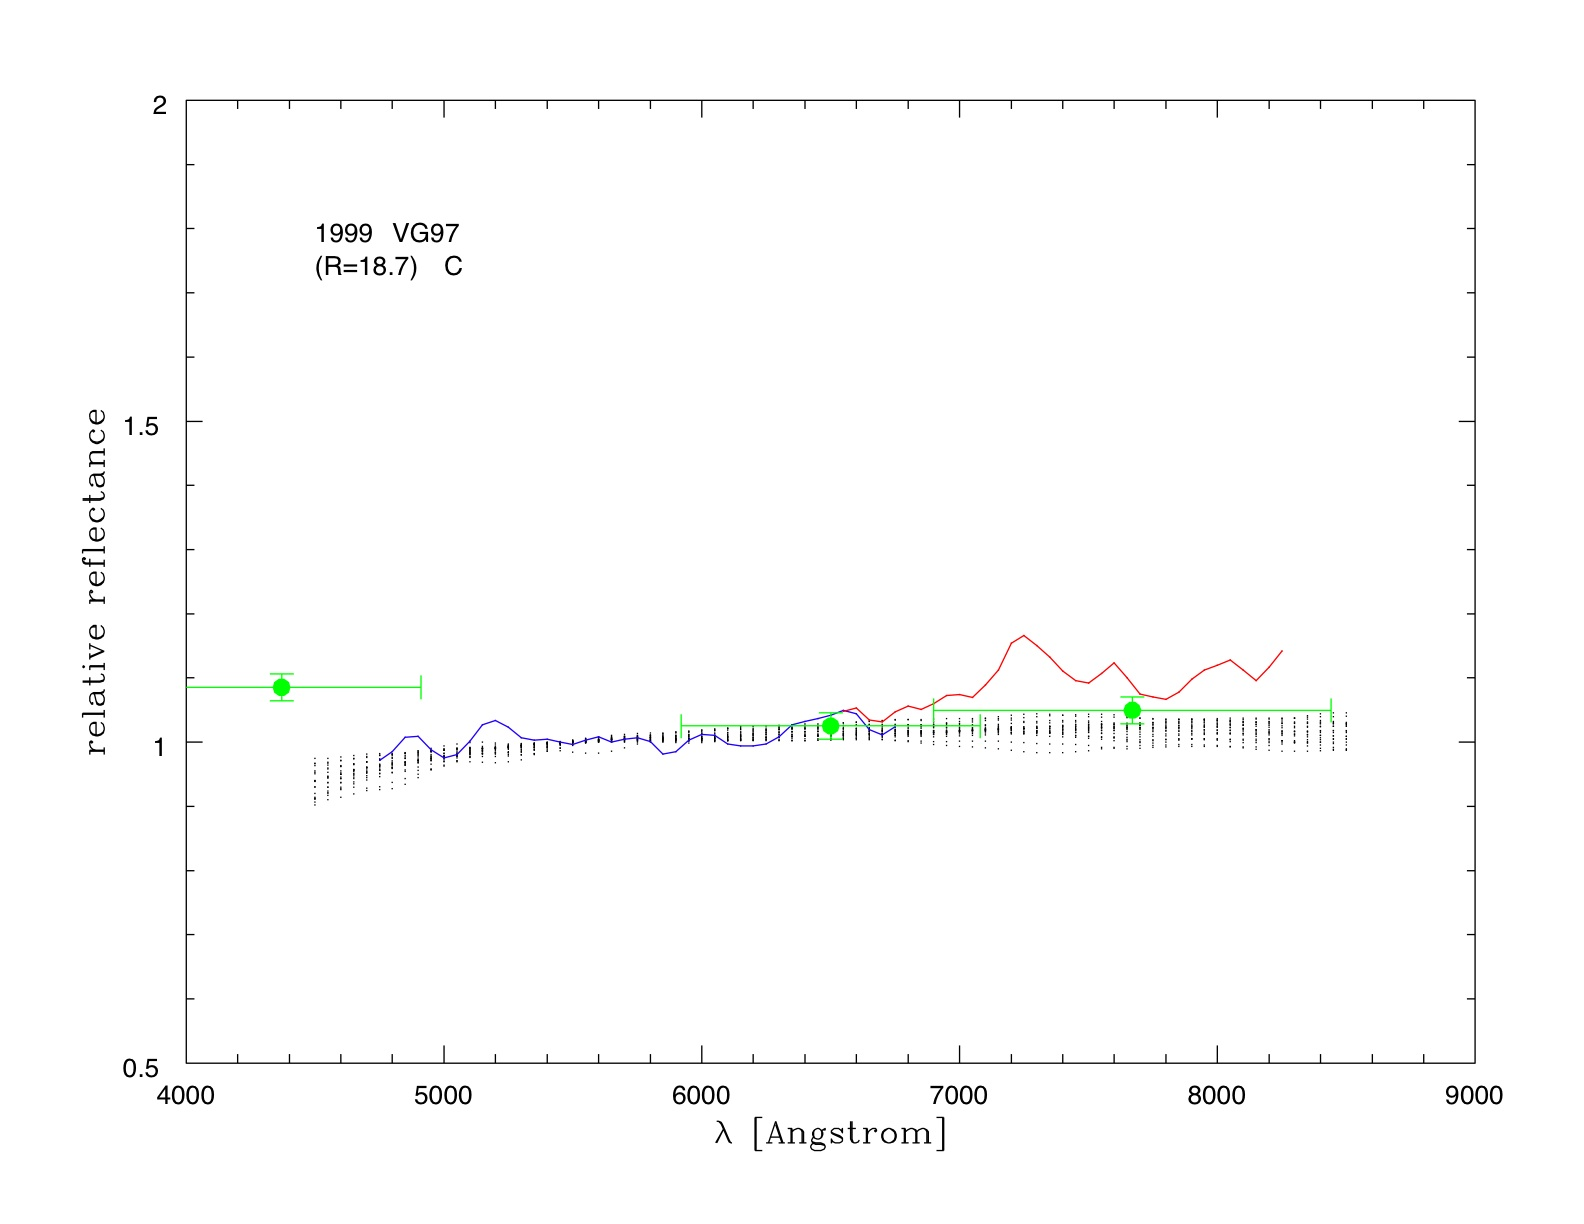 2
1999 VG97
(R=18.7) C
1.5
relative reflectance
1
0.5
4000 5000 6000 7000 8000 9000
λ [Angstrom]